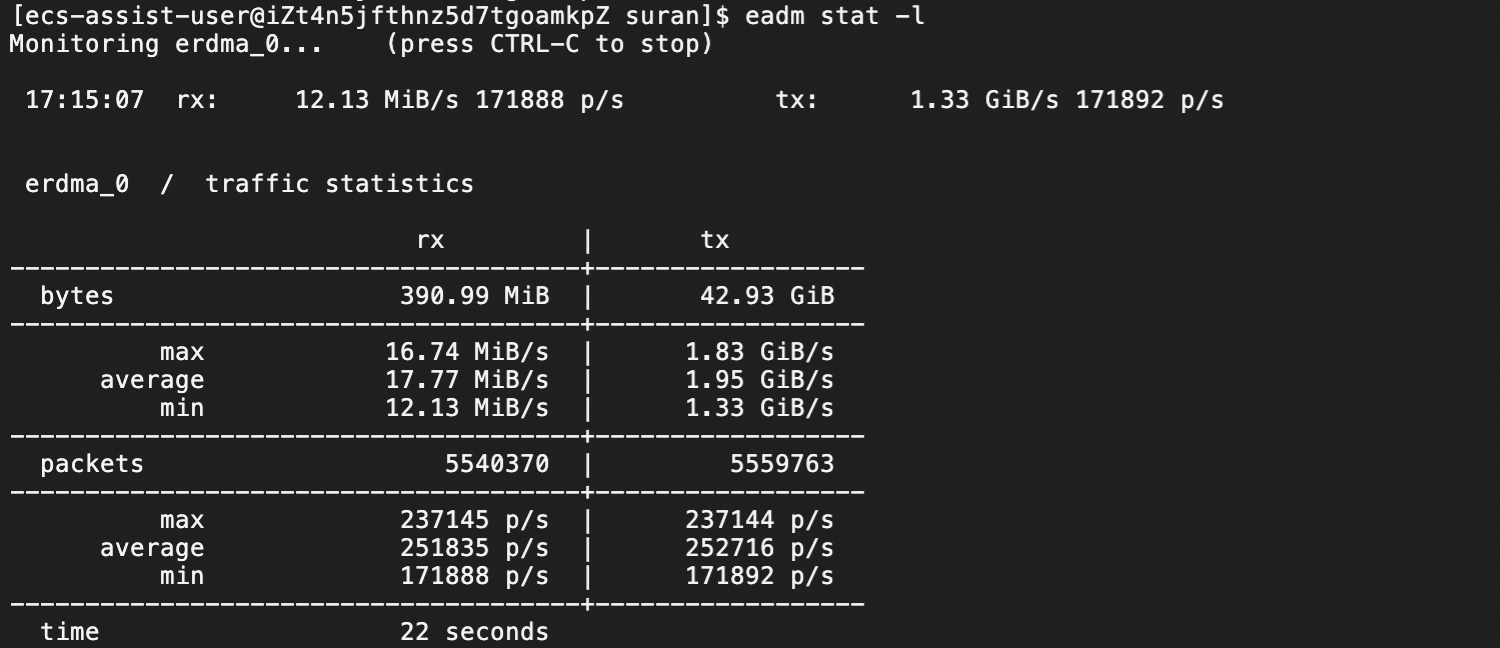 [ecs-assist-user@iZt4n5jfthnz5d7tgoamkpZ suran]$ eadm stat -l
Monitoring erdma_0...    (press CTRL-C to stop)
17:15:07  rx:     12.13 MiB/s 171888 p/s          tx:      1.33 GiB/s 171892 p/s
erdma_0  /  traffic statistics
                           rx         |       tx
--------------------------------------+------------------
  bytes                   390.99 MiB  |       42.93 GiB
--------------------------------------+------------------
          max            16.74 MiB/s  |      1.83 GiB/s
      average            17.77 MiB/s  |      1.95 GiB/s
          min            12.13 MiB/s  |      1.33 GiB/s
--------------------------------------+------------------
  packets                    5540370  |         5559763
--------------------------------------+------------------
          max             237145 p/s  |      237144 p/s
      average             251835 p/s  |      252716 p/s
          min             171888 p/s  |      171892 p/s
--------------------------------------+------------------
  time                    22 seconds